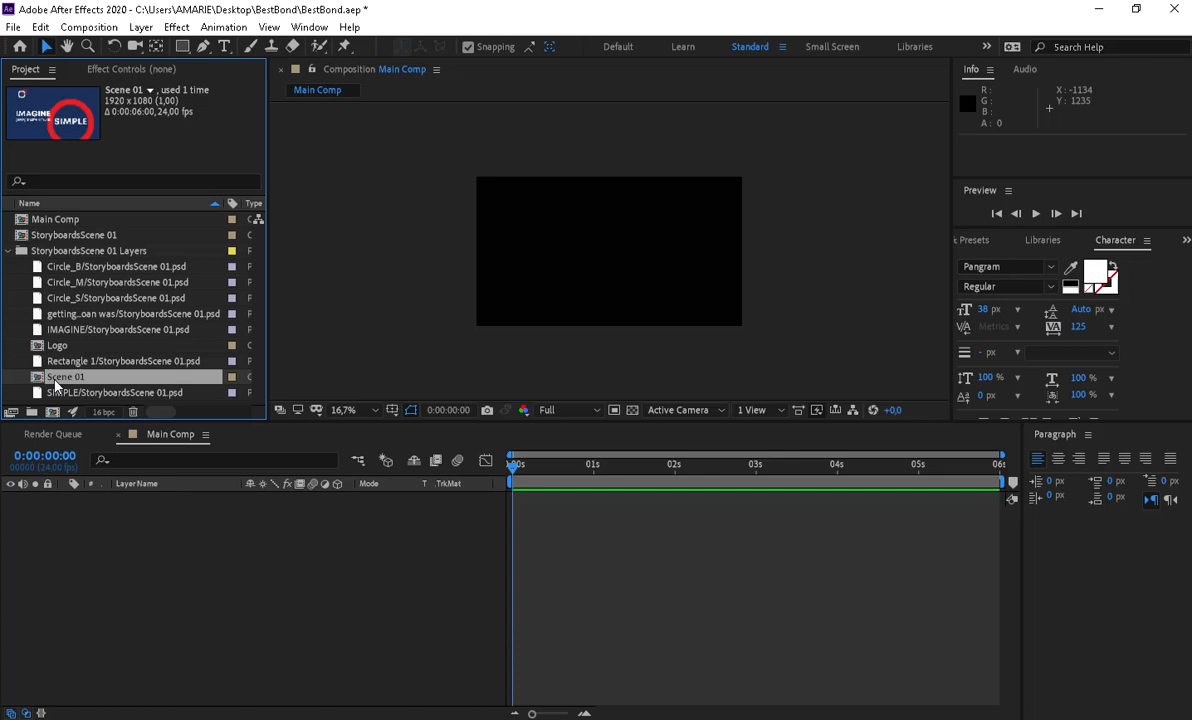 Adobe After Effects 2020 - C:\Users\AMARIE\Desktop\BestBond\BestBond.aep *
File Edit Composition Layer Effect Animation View Window Help
Snapping Default Learn Standard Small Screen Libraries Search Help
Project Effect Controls (none)
Composition Main Comp
Info Audio
Scene 01 , used 1 time
1920 x 1080 (1,00)
Δ 0:00:06:00, 24,00 fps
IMAGINE
SIMPLE
Main Comp
R :
G :
B :
A : 0
X : -1134
Y : 1235
Name Type
Main Comp
StoryboardsScene 01
StoryboardsScene 01 Layers
Circle_B/StoryboardsScene 01.psd
Circle_M/StoryboardsScene 01.psd
Circle_S/StoryboardsScene 01.psd
getting...oan was/StoryboardsScene 01.psd
IMAGINE/StoryboardsScene 01.psd
Logo
Rectangle 1/StoryboardsScene 01.psd
Scene 01
SIMPLE/StoryboardsScene 01.psd
16 bpc
Preview
Presets Libraries Character
Pangram
Regular
38 px Auto px
Metrics 125
- px
100 % 100 %
0 px 100 %
16,7% 0:00:00:00 Full Active Camera 1 View +0,0
Render Queue Main Comp
0:00:00:00
00000 (24.00 fps)
# Layer Name Mode T .TrkMat
:00s 01s 02s 03s 04s 05s 06s
Paragraph
0 px 0 px 0 px
0 px 0 px